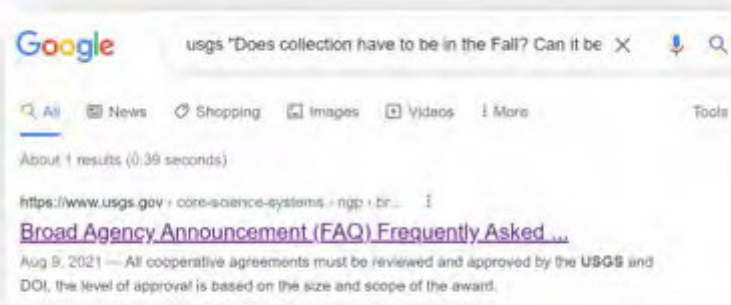 Google
usgs "Does collection have to be in the Fall? Can it be
All News Shopping Images Videos More Tools
About 1 results (0.39 seconds)
https://www.usgs.gov › core-science-systems › ngp › br...
Broad Agency Announcement (FAQ) Frequently Asked ...
Aug 9, 2021 — All cooperative agreements must be reviewed and approved by the USGS and
DOI, the level of approval is based on the size and scope of the award.